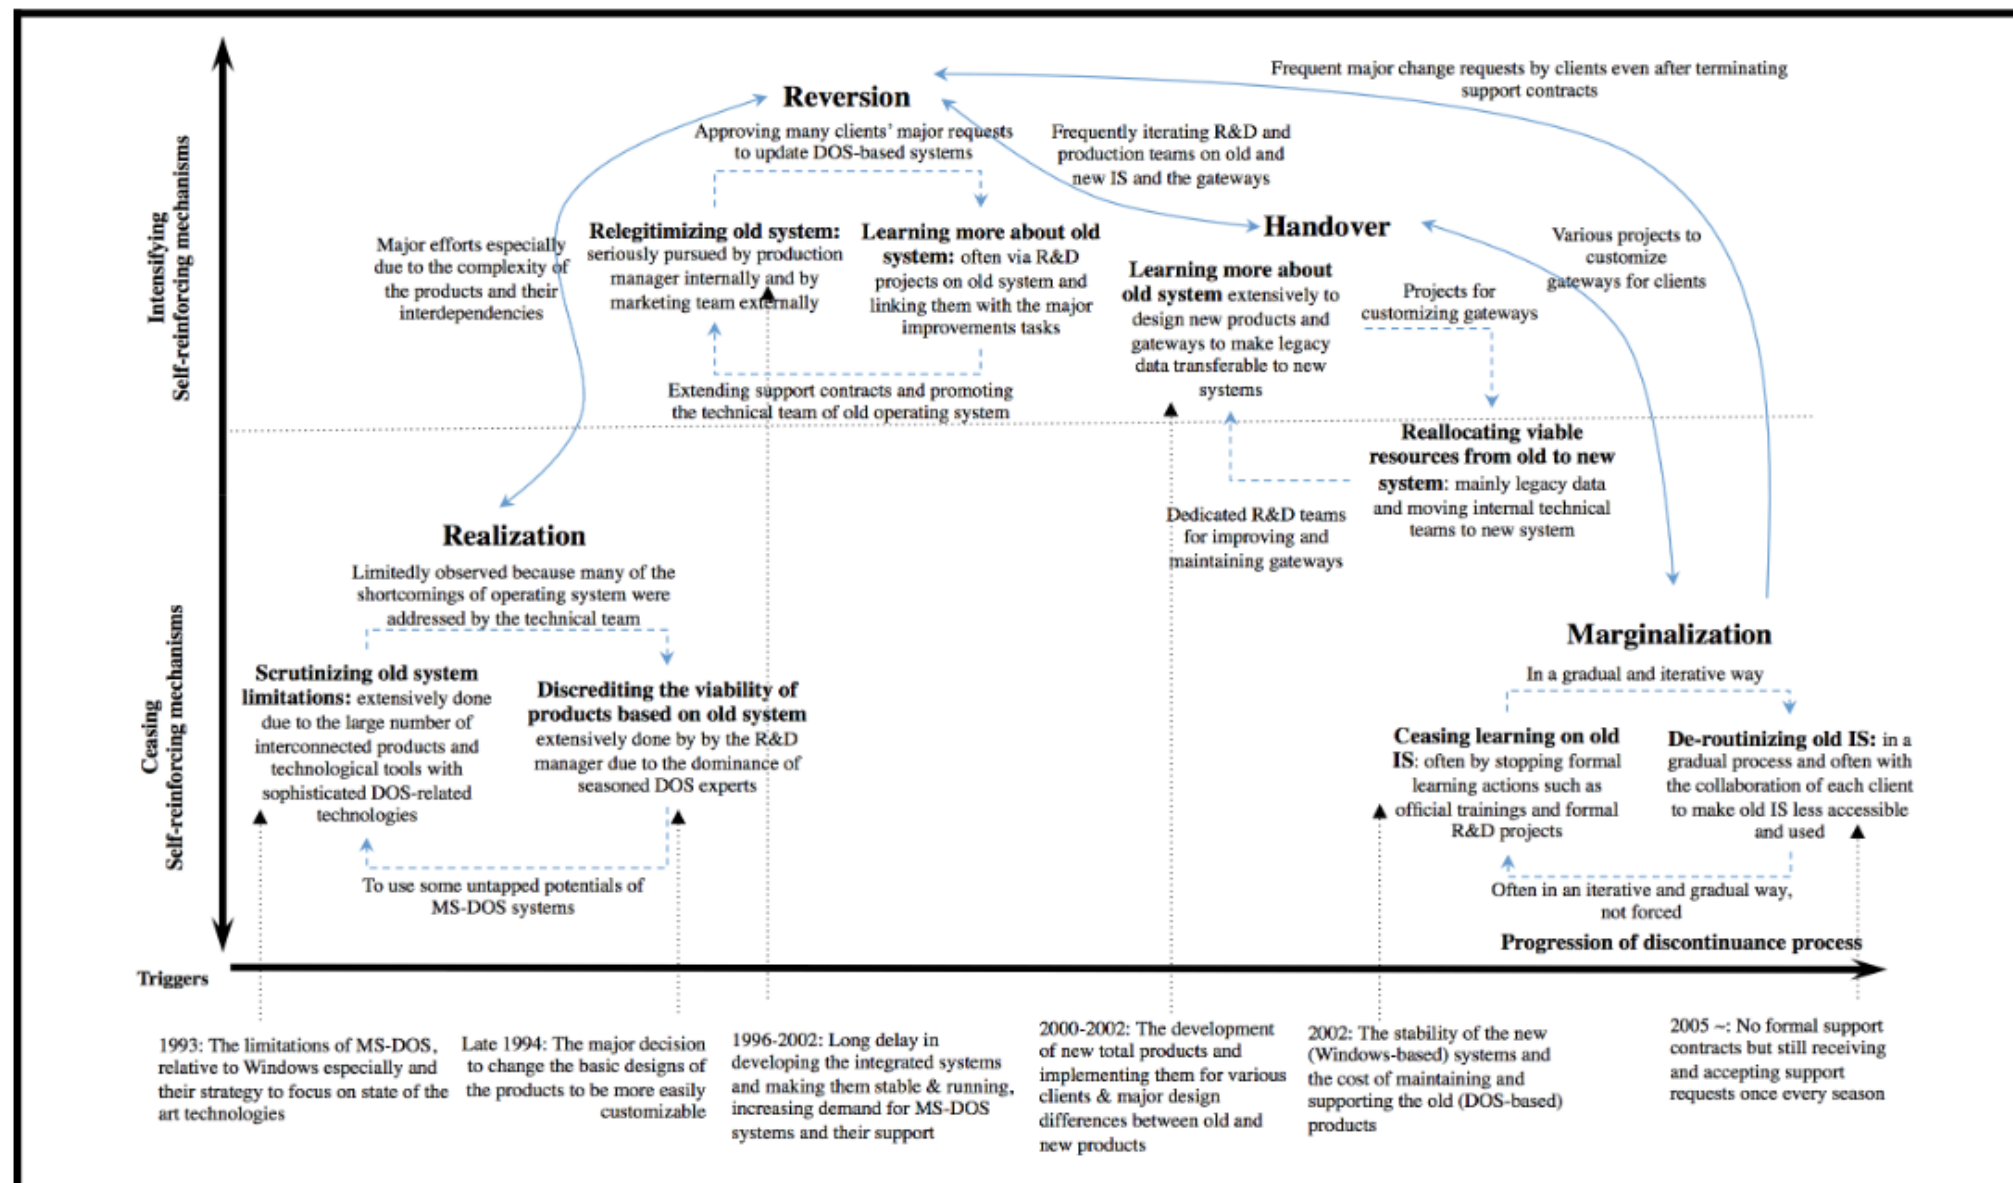 Intensifying
Self-reinforcing mechanisms
Ceasing
Self-reinforcing mechanisms
Triggers
Reversion
Approving many clients' major requests
to update DOS-based systems
Relegitimizing old system:
seriously pursued by production
manager internally and by
marketing team externally
Learning more about old
system: often via R&D
projects on old system and
linking them with the major
improvements tasks
Extending support contracts and promoting
the technical team of old operating system
Major efforts especially
due to the complexity of
the products and their
interdependencies
Frequently iterating R&D and
production teams on old and
new IS and the gateways
Frequent major change requests by clients even after terminating
support contracts
Handover
Learning more about
old system extensively to
design new products and
gateways to make legacy
data transferable to new
systems
Projects for
customizing gateways
Various projects to
customize
gateways for clients
Reallocating viable
resources from old to new
system: mainly legacy data
and moving internal technical
teams to new system
Dedicated R&D teams
for improving and
maintaining gateways
Realization
Limitedly observed because many of the
shortcomings of operating system were
addressed by the technical team
Scrutinizing old system
limitations: extensively done
due to the large number of
interconnected products and
technological tools with
sophisticated DOS-related
technologies
Discrediting the viability of
products based on old system
extensively done by by the R&D
manager due to the dominance of
seasoned DOS experts
To use some untapped potentials of
MS-DOS systems
Marginalization
In a gradual and iterative way
Ceasing learning on old
IS: often by stopping formal
learning actions such as
official trainings and formal
R&D projects
De-routinizing old IS: in a
gradual process and often with
the collaboration of each client
to make old IS less accessible
and used
Often in an iterative and gradual way,
not forced
Progression of discontinuance process
1993: The limitations of MS-DOS,
relative to Windows especially and
their strategy to focus on state of the
art technologies
Late 1994: The major decision
to change the basic designs of
the products to be more easily
customizable
1996-2002: Long delay in
developing the integrated systems
and making them stable & running,
increasing demand for MS-DOS
systems and their support
2000-2002: The development
of new total products and
implementing them for various
clients & major design
differences between old and
new products
2002: The stability of the new
(Windows-based) systems and
the cost of maintaining and
supporting the old (DOS-based)
products
2005 ~: No formal support
contracts but still receiving
and accepting support
requests once every season